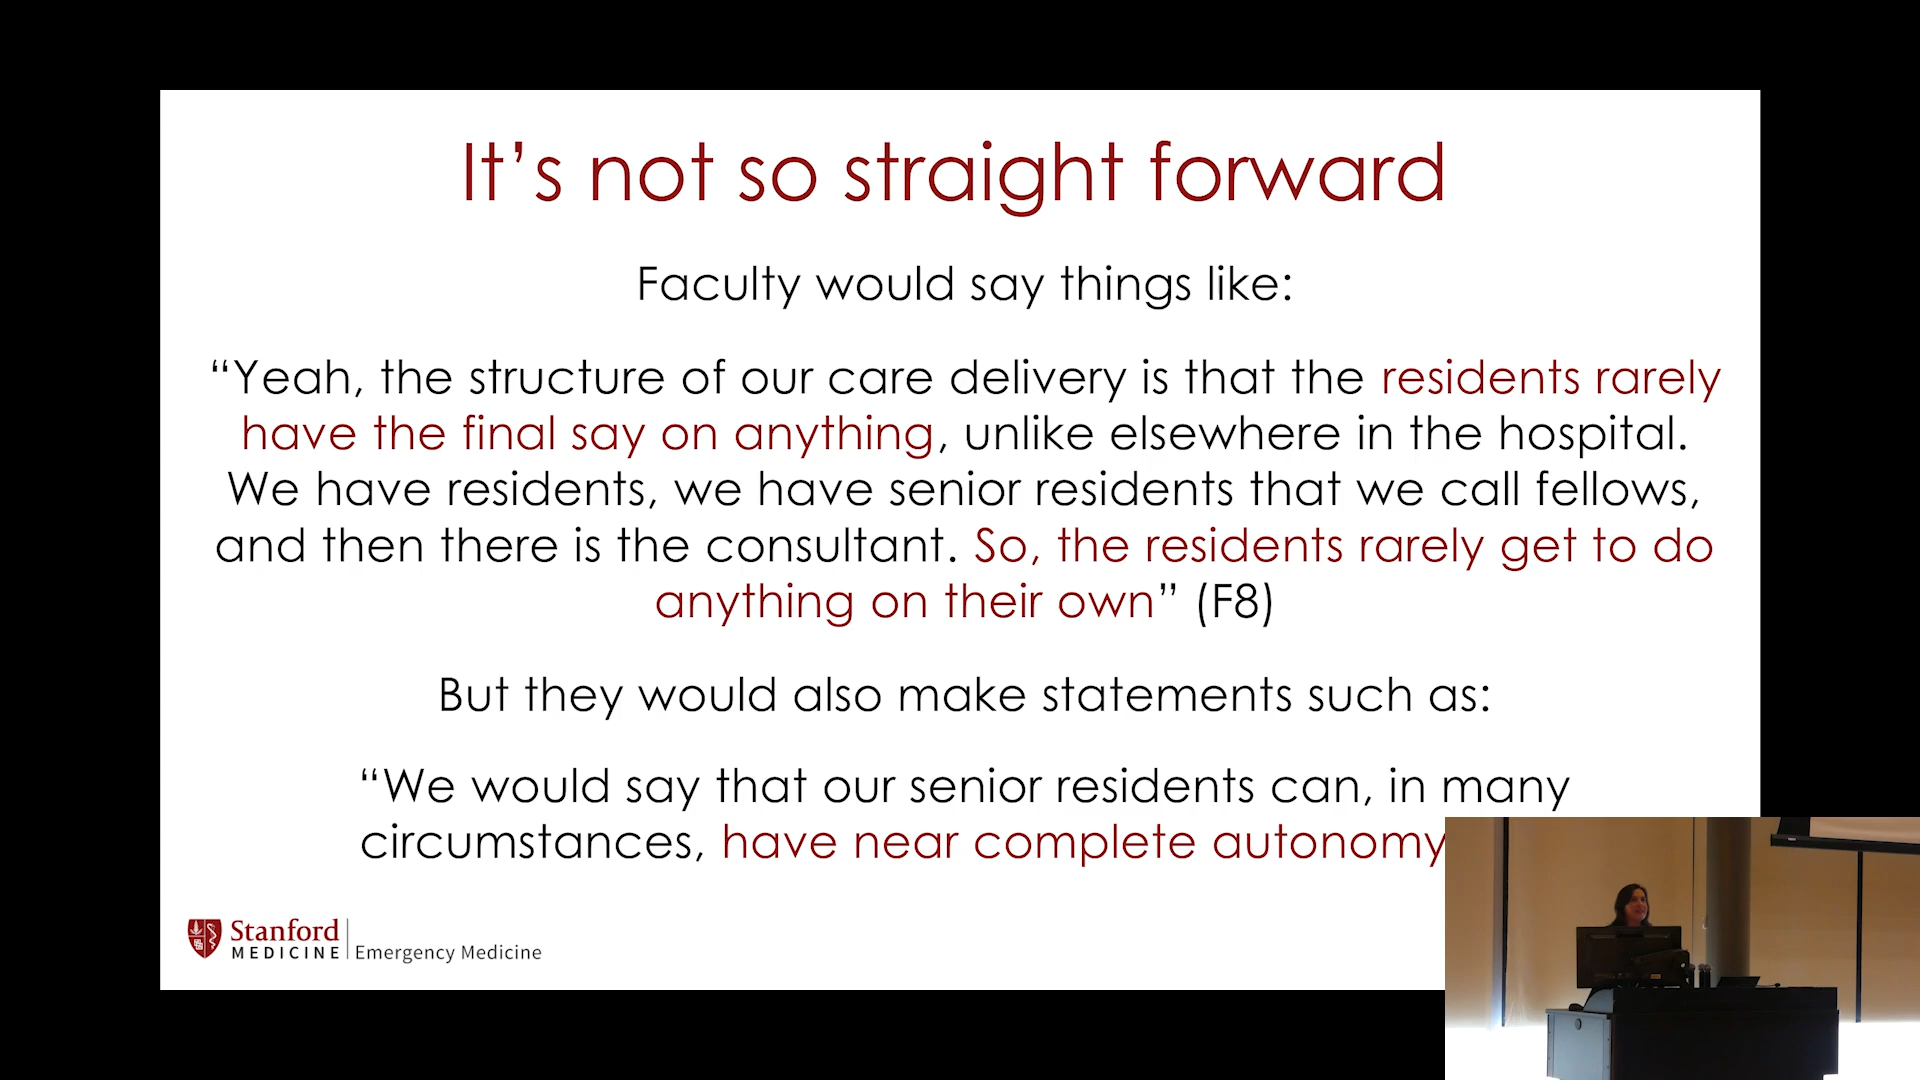 It’s not so straight forward
Faculty would say things like:
“Yeah, the structure of our care delivery is that the residents rarely
have the final say on anything, unlike elsewhere in the hospital.
We have residents, we have senior residents that we call fellows,
and then there is the consultant. So, the residents rarely get to do
anything on their own” (F8)
But they would also make statements such as:
“We would say that our senior residents can, in many
circumstances, have near complete autonomy
Stanford
MEDICINE
Emergency Medicine